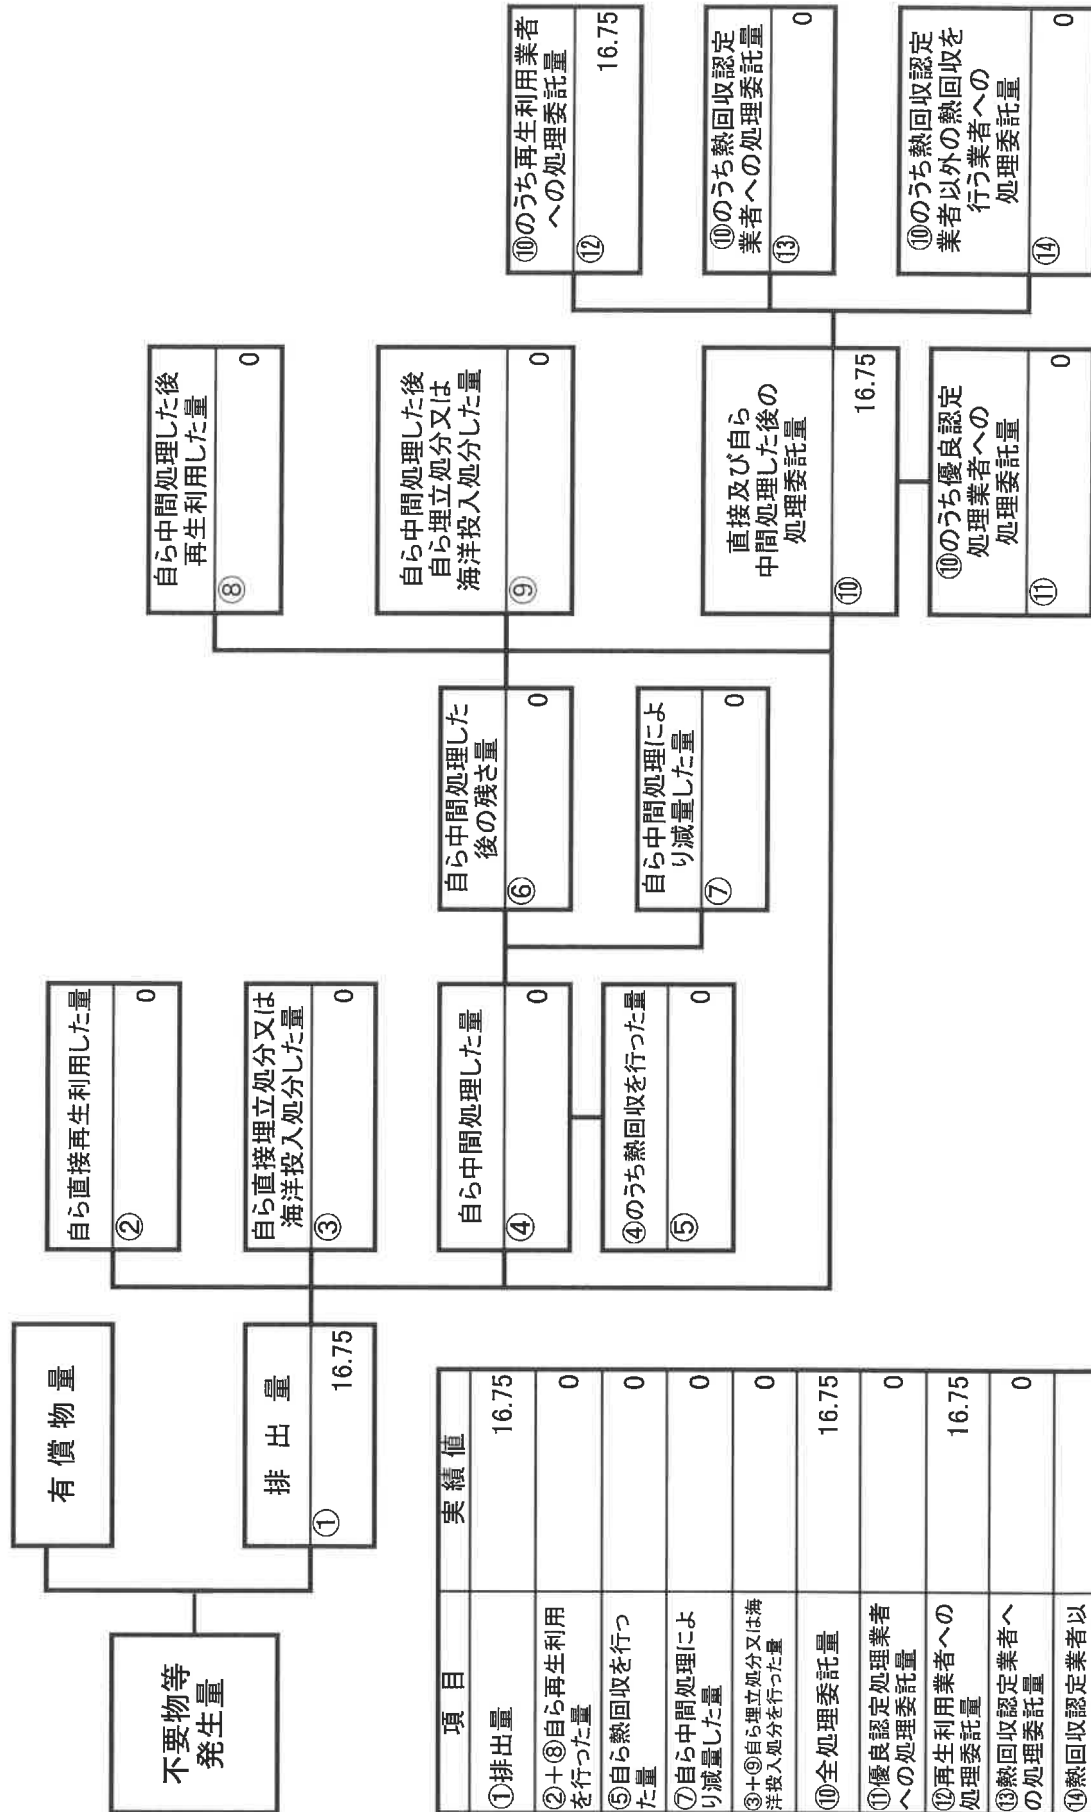 不要物等
発生量
有 償 物 量
排 出 量
①
16.75
自ら直接再生利用した量
②
0
自ら直接埋立処分又は
海洋投入処分した量
③
0
自ら中間処理した量
④
0
④のうち熱回収を行った量
⑤
0
自ら中間処理した
後の残さ量
⑥
0
自ら中間処理によ
り減量した量
⑦
0
自ら中間処理した後
再生利用した量
⑧
0
自ら中間処理した後
自ら埋立処分又は
海洋投入処分した量
⑨
0
直接及び自ら
中間処理した後の
処理委託量
⑩
16.75
⑩のうち優良認定
処理業者への
処理委託量
⑪
0
⑩のうち再生利用業者
への処理委託量
⑫
16.75
⑩のうち熱回収認定
業者への処理委託量
⑬
0
⑩のうち熱回収認定
業者以外の熱回収を
行う業者への
処理委託量
⑭
0
項 目 実 績 値
①排出量 16.75
②+⑧自ら再生利用
を行った量 0
⑤自ら熱回収を行っ
た量 0
⑦自ら中間処理によ
り減量した量 0
③+⑨自ら埋立処分又は海
洋投入処分を行った量 0
⑩全処理委託量 16.75
⑪優良認定処理業者
への処理委託量 0
⑫再生利用業者への
処理委託量 16.75
⑬熱回収認定業者へ
の処理委託量 0
⑭熱回収認定業者以